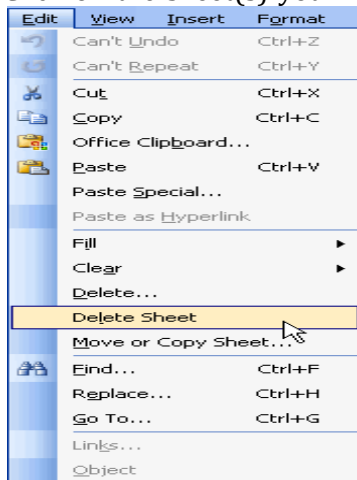 Edit View Insert Format
Can't Undo Ctrl+Z
Can't Repeat Ctrl+Y
Cut Ctrl+X
Copy Ctrl+C
Office Clipboard...
Paste Ctrl+V
Paste Special...
Paste as Hyperlink
Fill
Clear
Delete...
Delete Sheet
Move or Copy Sheet...
Find... Ctrl+F
Replace... Ctrl+H
Go To... Ctrl+G
Links...
Object